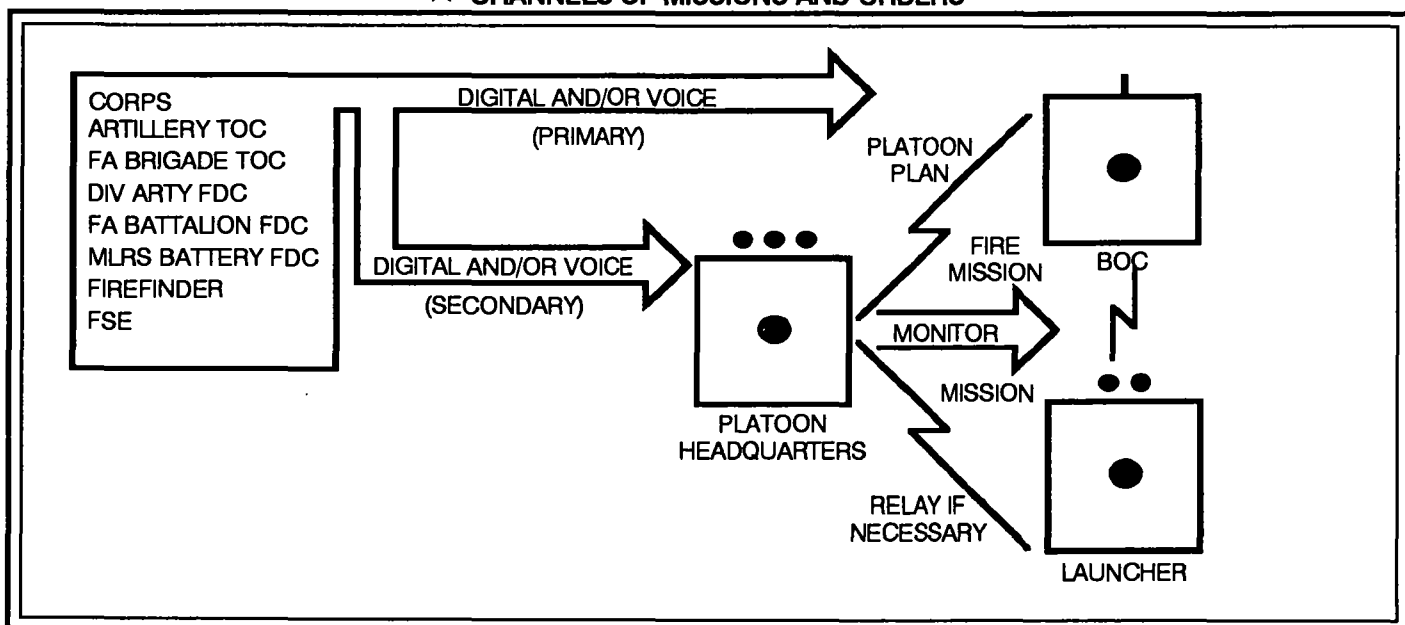 CHANNELS OF MISSIONS AND ORDERS
CORPS
ARTILLERY TOC
FA BRIGADE TOC
DIV ARTY FDC
FA BATTALION FDC
MLRS BATTERY FDC
FIREFINDER
FSE
DIGITAL AND/OR VOICE
(PRIMARY)
DIGITAL AND/OR VOICE
(SECONDARY)
PLATOON
HEADQUARTERS
PLATOON
PLAN
FIRE
MISSION
MONITOR
MISSION
RELAY IF
NECESSARY
BOC
LAUNCHER